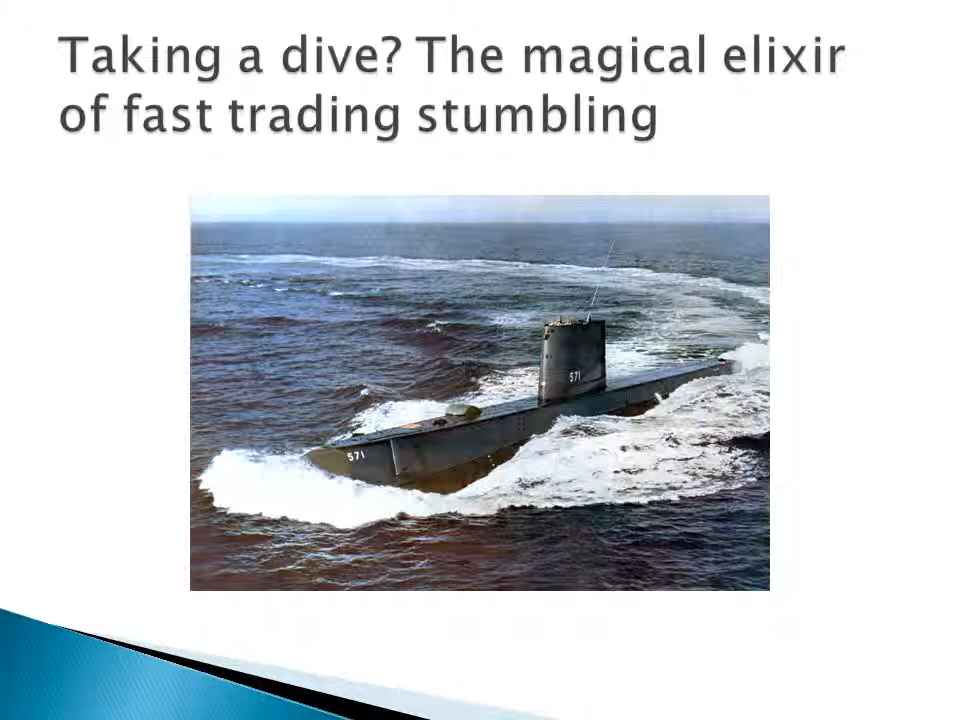 Taking a dive? The magical elixir
of fast trading stumbling
571
571